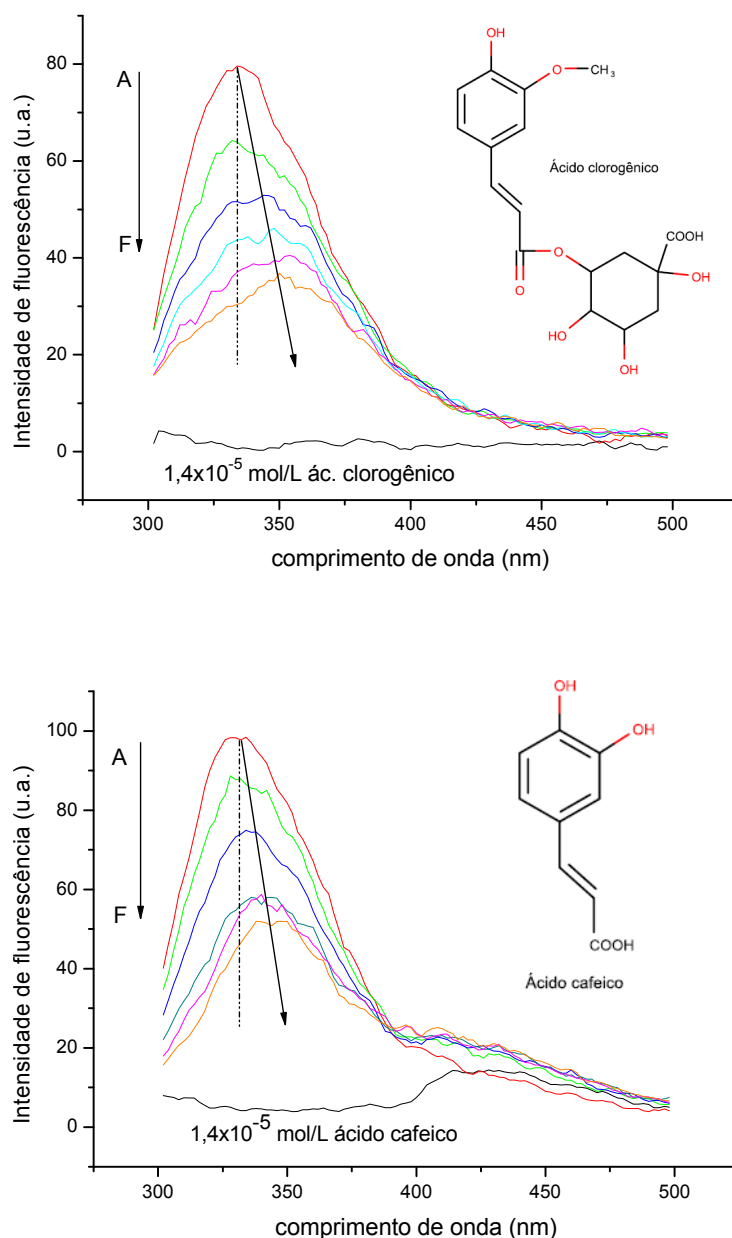 Intensidade de fluorescência (u.a.)
80
60
40
20
0
A
F
OH
O
CH3
Ácido clorogênico
O
O
COOH
OH
HO
OH
1,4x10-5 mol/L ác. clorogênico
300
350
400
450
500
comprimento de onda (nm)
Intensidade de fluorescência (u.a.)
100
80
60
40
20
0
A
F
OH
OH
COOH
Ácido cafeico
1,4x10-5 mol/L ácido cafeico
300
350
400
450
500
comprimento de onda (nm)